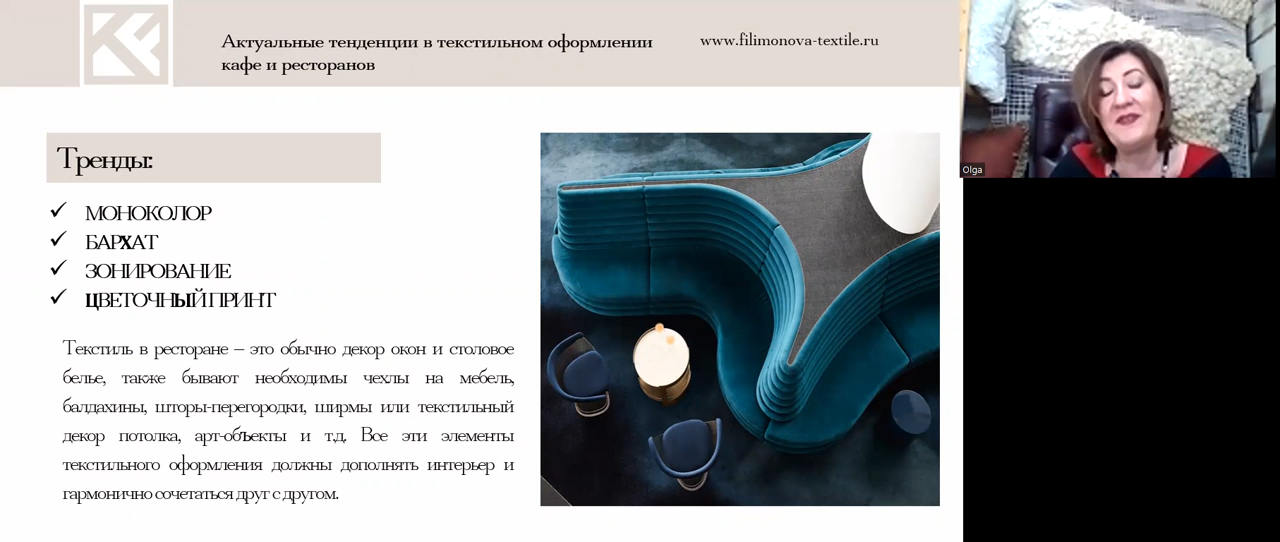 Актуальные тенденции в текстильном оформлении
кафе и ресторанов
www.filimonova-textile.ru
Olga
Тренды:
✓ МОНОКОЛОР
✓ БАРХАТ
✓ ЗОНИРОВАНИЕ
✓ ЦВЕТОЧНЫЙ ПРИНТ
Текстиль в ресторане – это обычно декор окон и столовое
белье, также бывают необходимы чехлы на мебель,
балдахины, шторы-перегородки, ширмы или текстильный
декор потолка, арт-объекты и т.д. Все эти элементы
текстильного оформления должны дополнять интерьер и
гармонично сочетаться друг с другом.